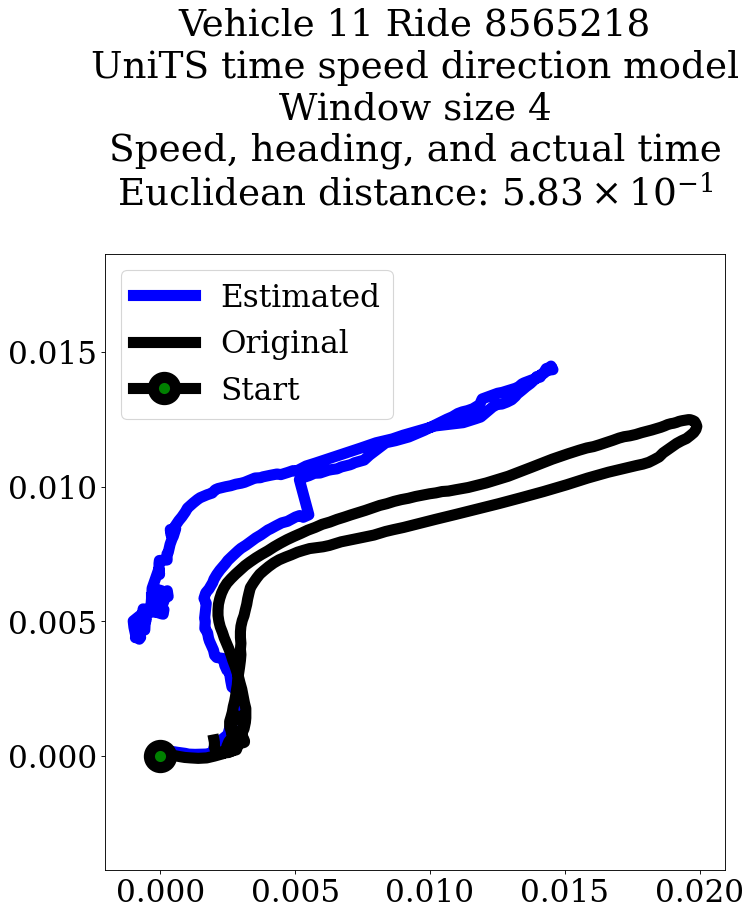 Vehicle 11 Ride 8565218
UniTS time speed direction model
Window size 4
Speed, heading, and actual time
Euclidean distance: 5.83 × 10⁻¹
Estimated
Original
Start
0.015
0.010
0.005
0.000
0.000 0.005 0.010 0.015 0.020